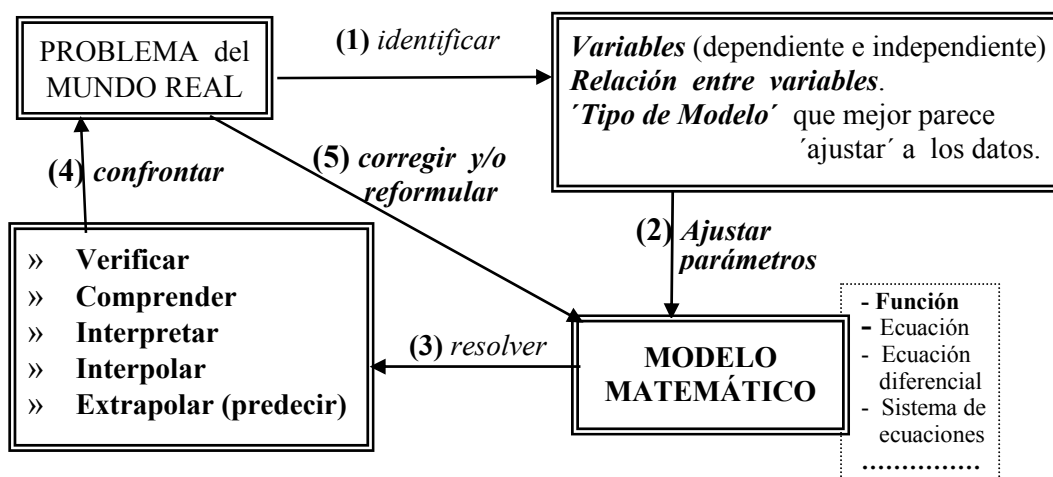 PROBLEMA del
MUNDO REAL
(1) identificar
Variables (dependiente e independiente)
Relación entre variables.
´Tipo de Modelo´ que mejor parece
´ajustar´ a los datos.
(2) Ajustar
parámetros
MODELO
MATEMÁTICO
- Función
- Ecuación
- Ecuación
diferencial
- Sistema de
ecuaciones
...............
(3) resolver
» Verificar
» Comprender
» Interpretar
» Interpolar
» Extrapolar (predecir)
(4) confrontar
(5) corregir y/o
reformular